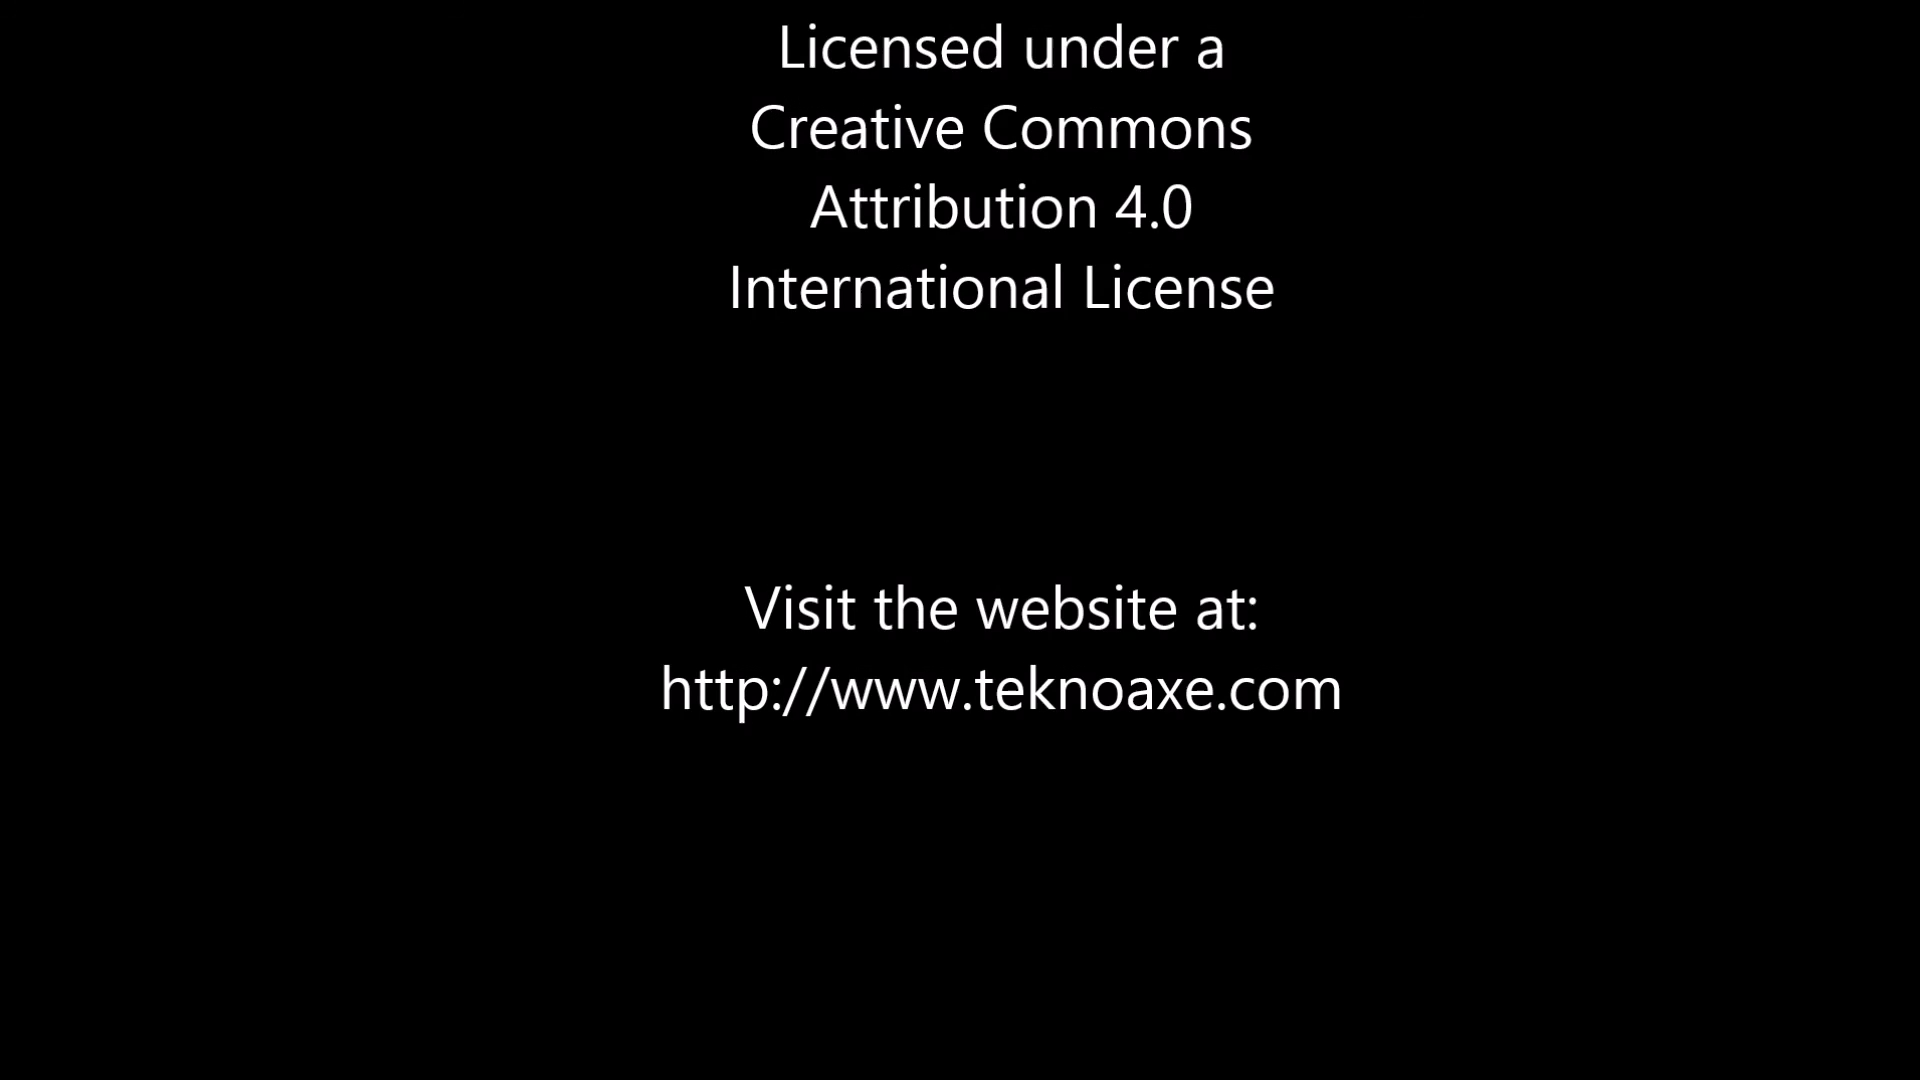 Licensed under a
Creative Commons
Attribution 4.0
International License
Visit the website at:
http://www.teknoaxe.com